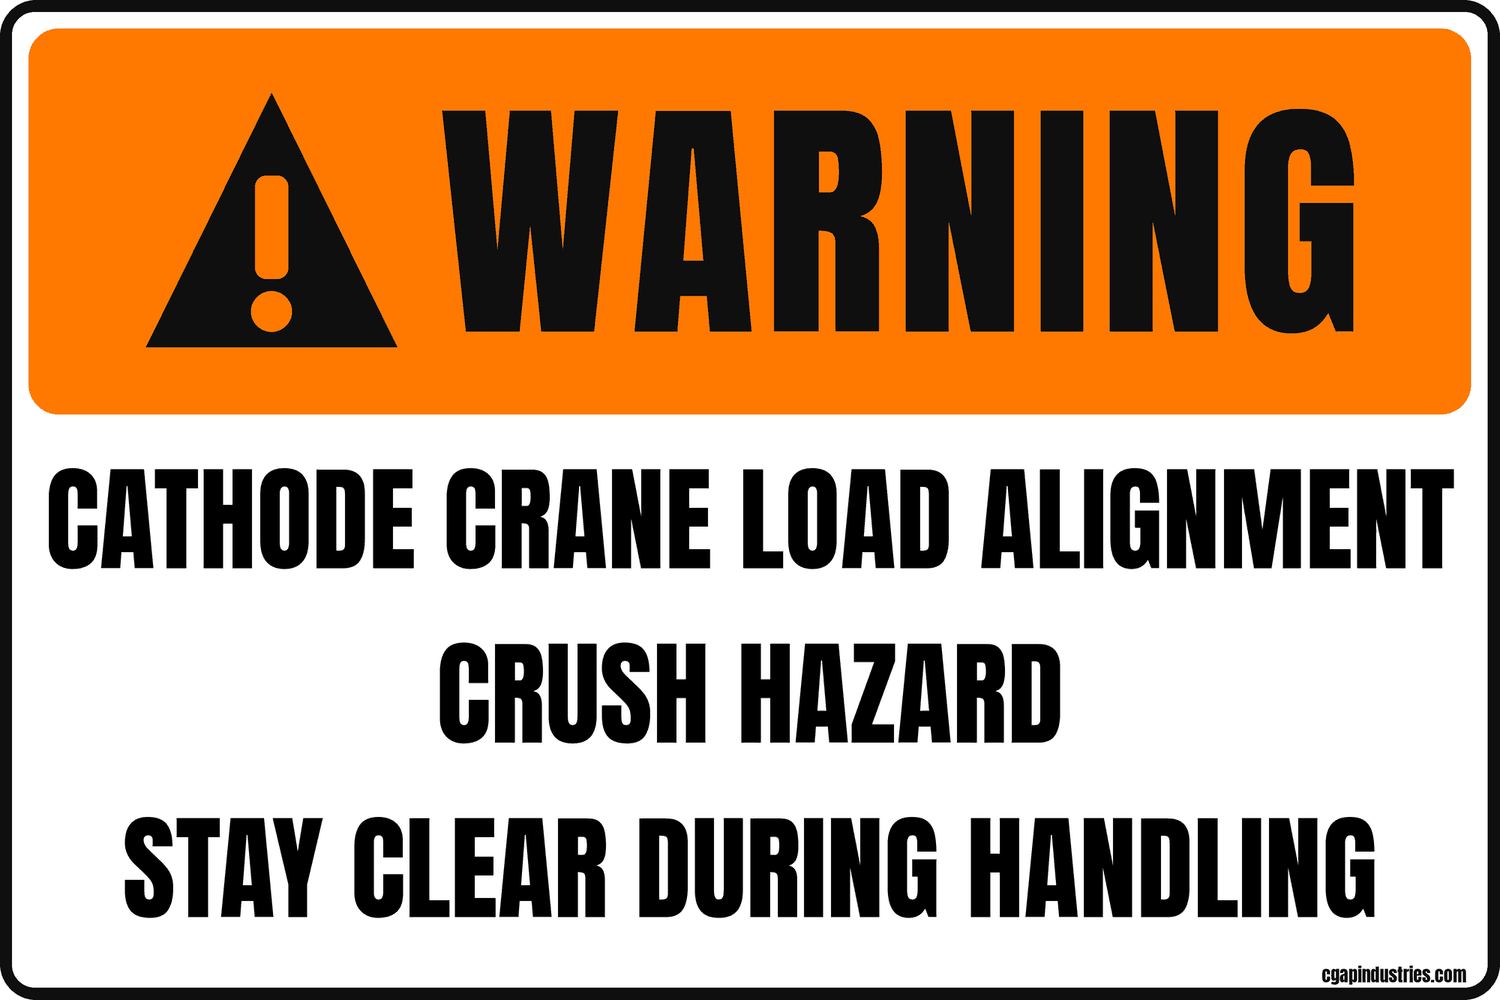 WARNING
CATHODE CRANE LOAD ALIGNMENT
CRUSH HAZARD
STAY CLEAR DURING HANDLING
cgapindustries.com